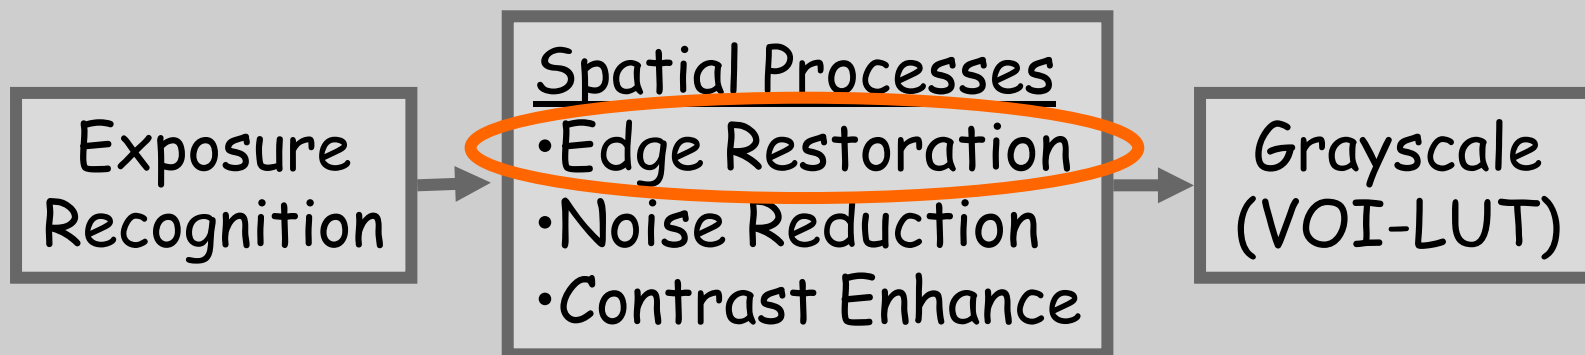 Exposure
Recognition
Spatial Processes
•Edge Restoration
•Noise Reduction
•Contrast Enhance
Grayscale
(VOI-LUT)